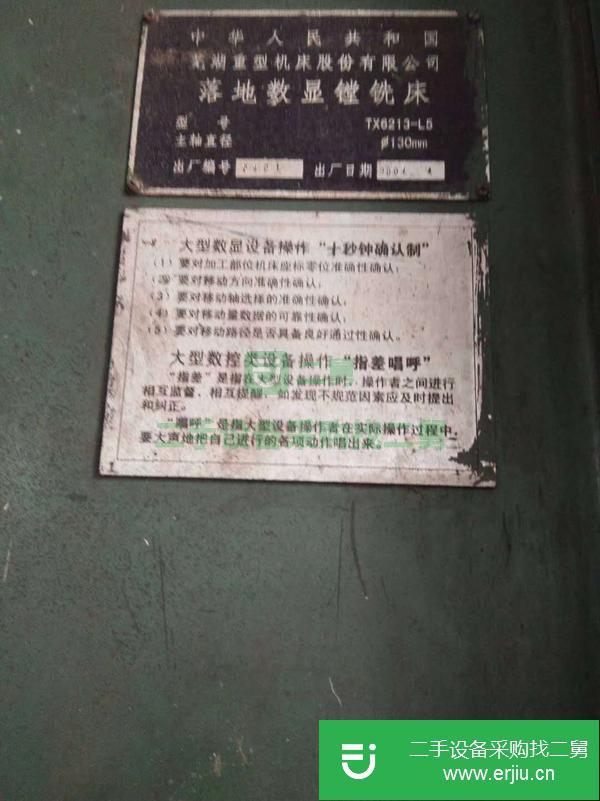 中华人民共和国
芜湖重型机床股份有限公司
落地数显镗铣床
型号 TX6213-L5
主轴直径 φ130mm
出厂编号 出厂日期 2004. 4
大型数显设备操作“十秒钟确认制”
(1) 要对加工部位机床座标零位准确性确认;
(2) 要对移动方向准确性确认;
(3) 要对移动轴选择的准确性确认;
(4) 要对移动量数据的可靠性确认;
(5) 要对移动路径是否具备良好通过性确认。
大型数控类设备操作“指差唱呼”
“指差”是指在大型设备操作时，操作者之间进行
相互监督，相互提醒，如发现不规范因素应及时提出
和纠正。
“唱呼”是指大型设备操作者在实际操作过程中，
要大声地把自己进行的各项动作唱出来。
二手设备采购找二舅
www.erjiu.cn